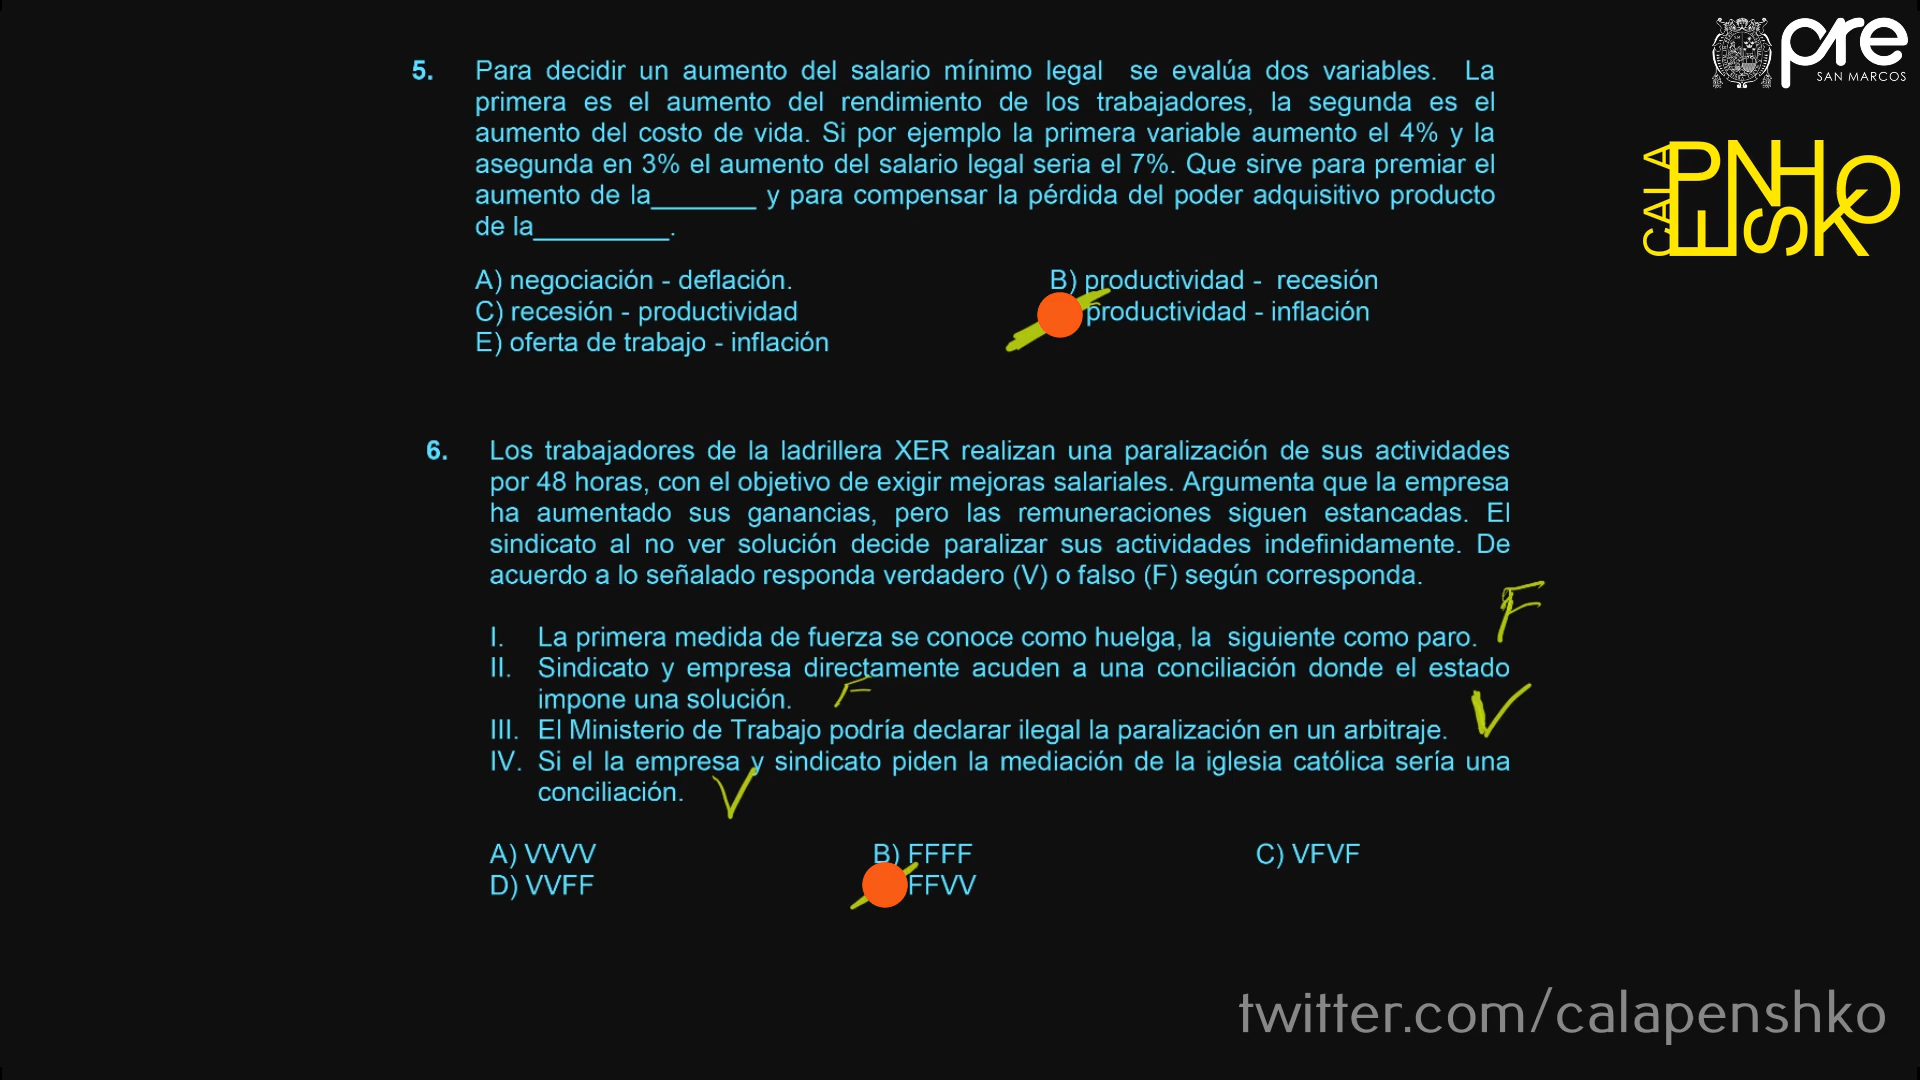 pre
SAN MARCOS
CALA
PENSHKO
5. Para decidir un aumento del salario mínimo legal se evalúa dos variables. La
primera es el aumento del rendimiento de los trabajadores, la segunda es el
aumento del costo de vida. Si por ejemplo la primera variable aumento el 4% y la
asegunda en 3% el aumento del salario legal seria el 7%. Que sirve para premiar el
aumento de la_______ y para compensar la pérdida del poder adquisitivo producto
de la_________.
A) negociación - deflación. B) productividad - recesión
C) recesión - productividad productividad - inflación
E) oferta de trabajo - inflación
6. Los trabajadores de la ladrillera XER realizan una paralización de sus actividades
por 48 horas, con el objetivo de exigir mejoras salariales. Argumenta que la empresa
ha aumentado sus ganancias, pero las remuneraciones siguen estancadas. El
sindicato al no ver solución decide paralizar sus actividades indefinidamente. De
acuerdo a lo señalado responda verdadero (V) o falso (F) según corresponda.
I. La primera medida de fuerza se conoce como huelga, la siguiente como paro. F
II. Sindicato y empresa directamente acuden a una conciliación donde el estado
impone una solución. F
III. El Ministerio de Trabajo podría declarar ilegal la paralización en un arbitraje. V
IV. Si el la empresa y sindicato piden la mediación de la iglesia católica sería una
conciliación. V
A) VVVV B) FFFF C) VFVF
D) VVFF FFVV
twitter.com/calapenshko